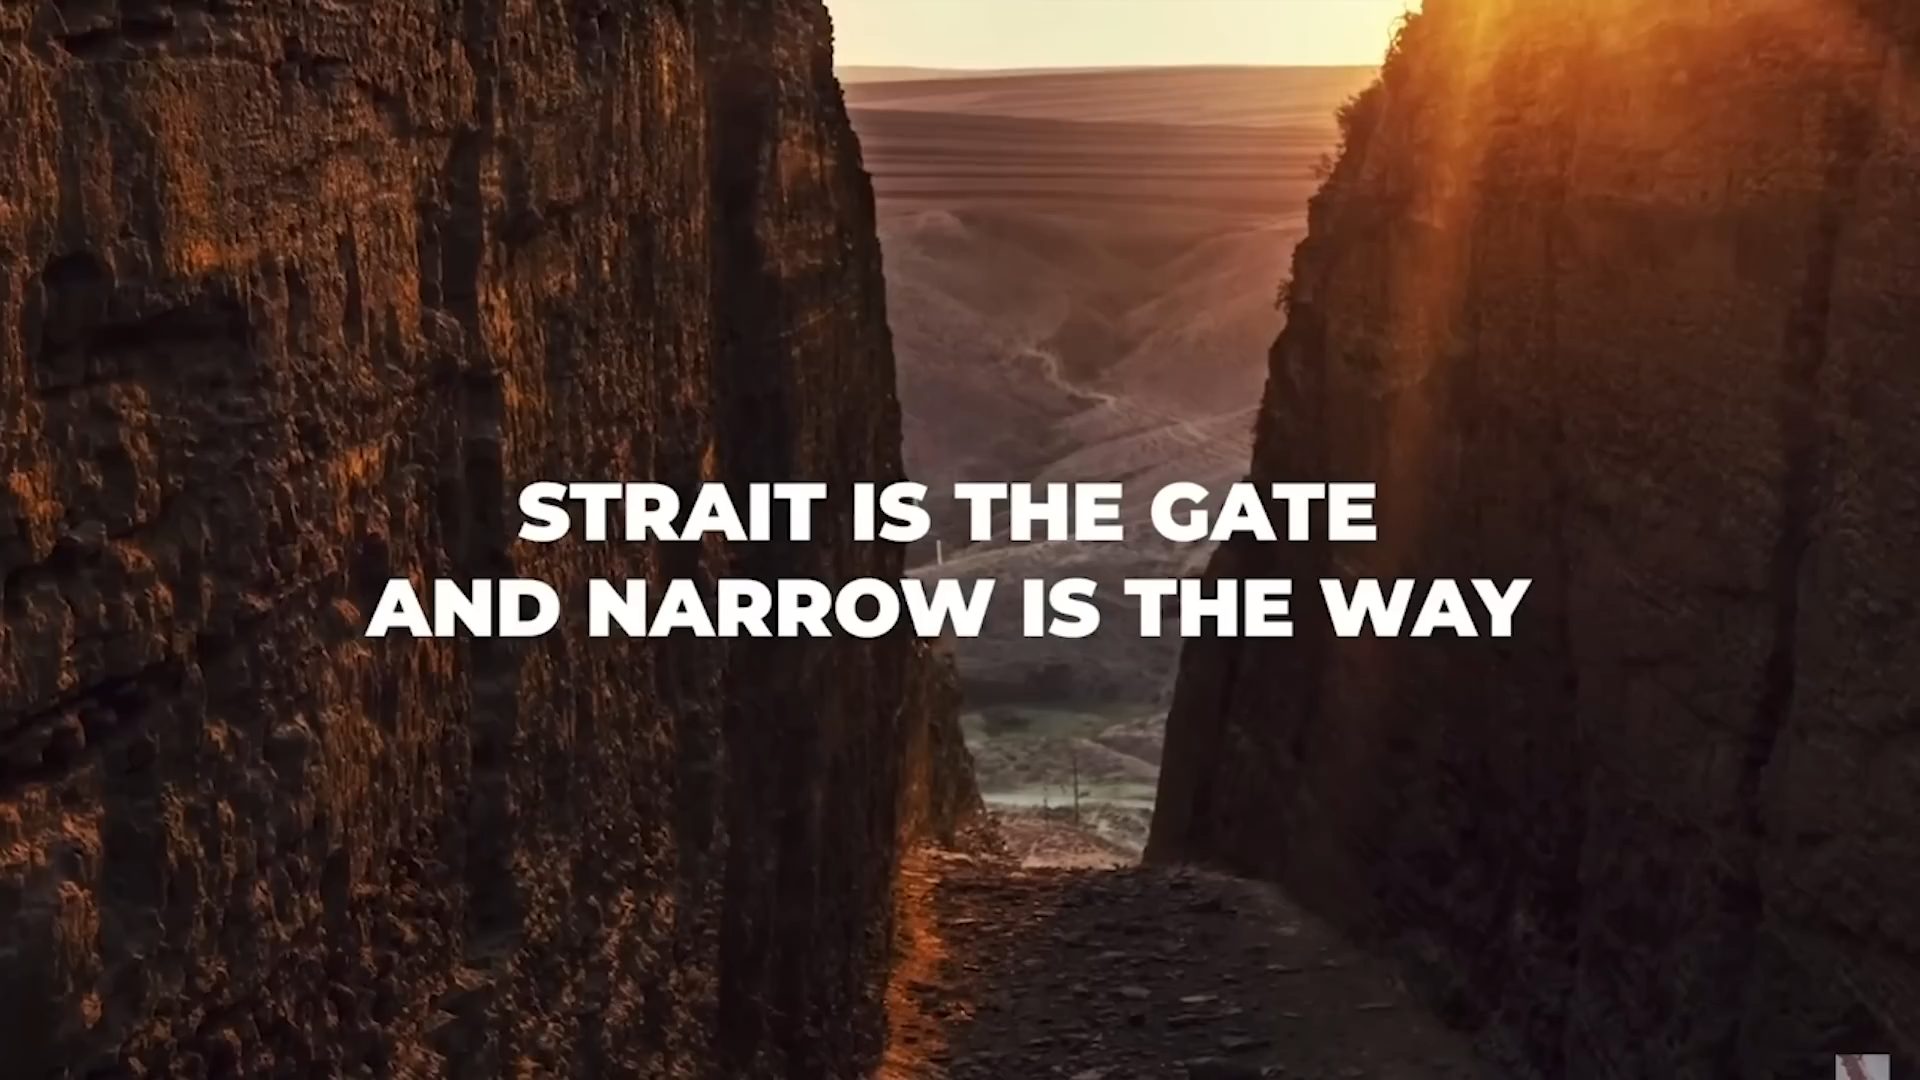 STRAIT IS THE GATE
AND NARROW IS THE WAY